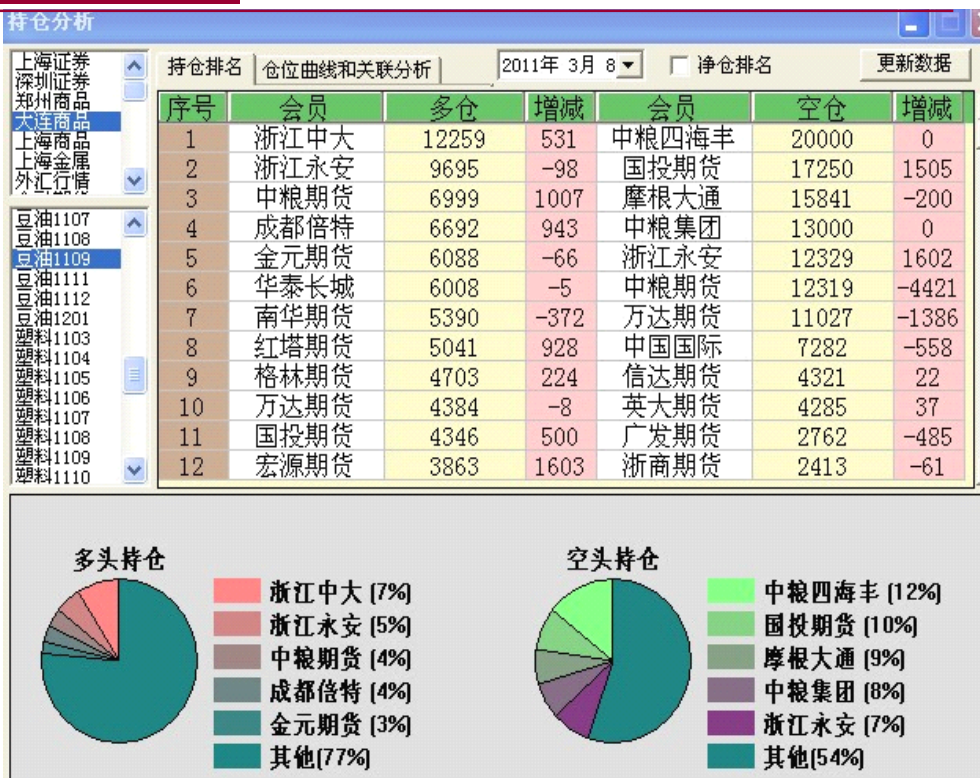 持仓分析
上海证券
深圳证券
郑州商品
大连商品
上海商品
上海金属
外汇行情
豆油1107
豆油1108
豆油1109
豆油1111
豆油1112
豆油1201
塑料1103
塑料1104
塑料1105
塑料1106
塑料1107
塑料1108
塑料1109
塑料1110
持仓排名 仓位曲线和关联分析 2011年 3月 8 净仓排名 更新数据
序号 会员 多仓 增减 会员 空仓 增减
1 浙江中大 12259 531 中粮四海丰 20000 0
2 浙江永安 9695 -98 国投期货 17250 1505
3 中粮期货 6999 1007 摩根大通 15841 -200
4 成都倍特 6692 943 中粮集团 13000 0
5 金元期货 6088 -66 浙江永安 12329 1602
6 华泰长城 6008 -5 中粮期货 12319 -4421
7 南华期货 5390 -372 万达期货 11027 -1386
8 红塔期货 5041 928 中国国际 7282 -558
9 格林期货 4703 224 信达期货 4321 22
10 万达期货 4384 -8 英大期货 4285 37
11 国投期货 4346 500 广发期货 2762 -485
12 宏源期货 3863 1603 浙商期货 2413 -61
多头持仓
浙江中大 (7%)
浙江永安 (5%)
中粮期货 (4%)
成都倍特 (4%)
金元期货 (3%)
其他(77%)
空头持仓
中粮四海丰 (12%)
国投期货 (10%)
摩根大通 (9%)
中粮集团 (8%)
浙江永安 (7%)
其他(54%)